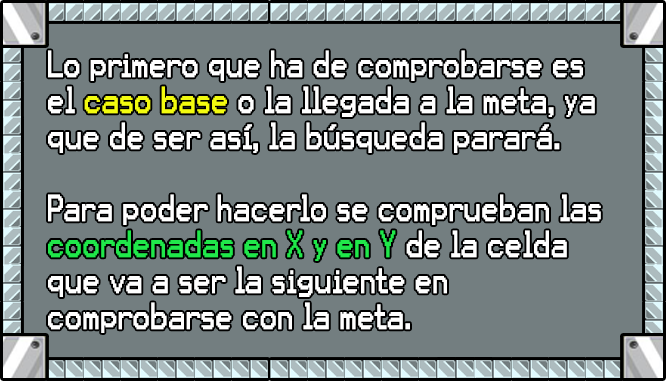 Lo primero que ha de comprobarse es
el caso base o la llegada a la meta, ya
que de ser así, la búsqueda parará.
Para poder hacerlo se comprueban las
coordenadas en X y en Y de la celda
que va a ser la siguiente en
comprobarse con la meta.